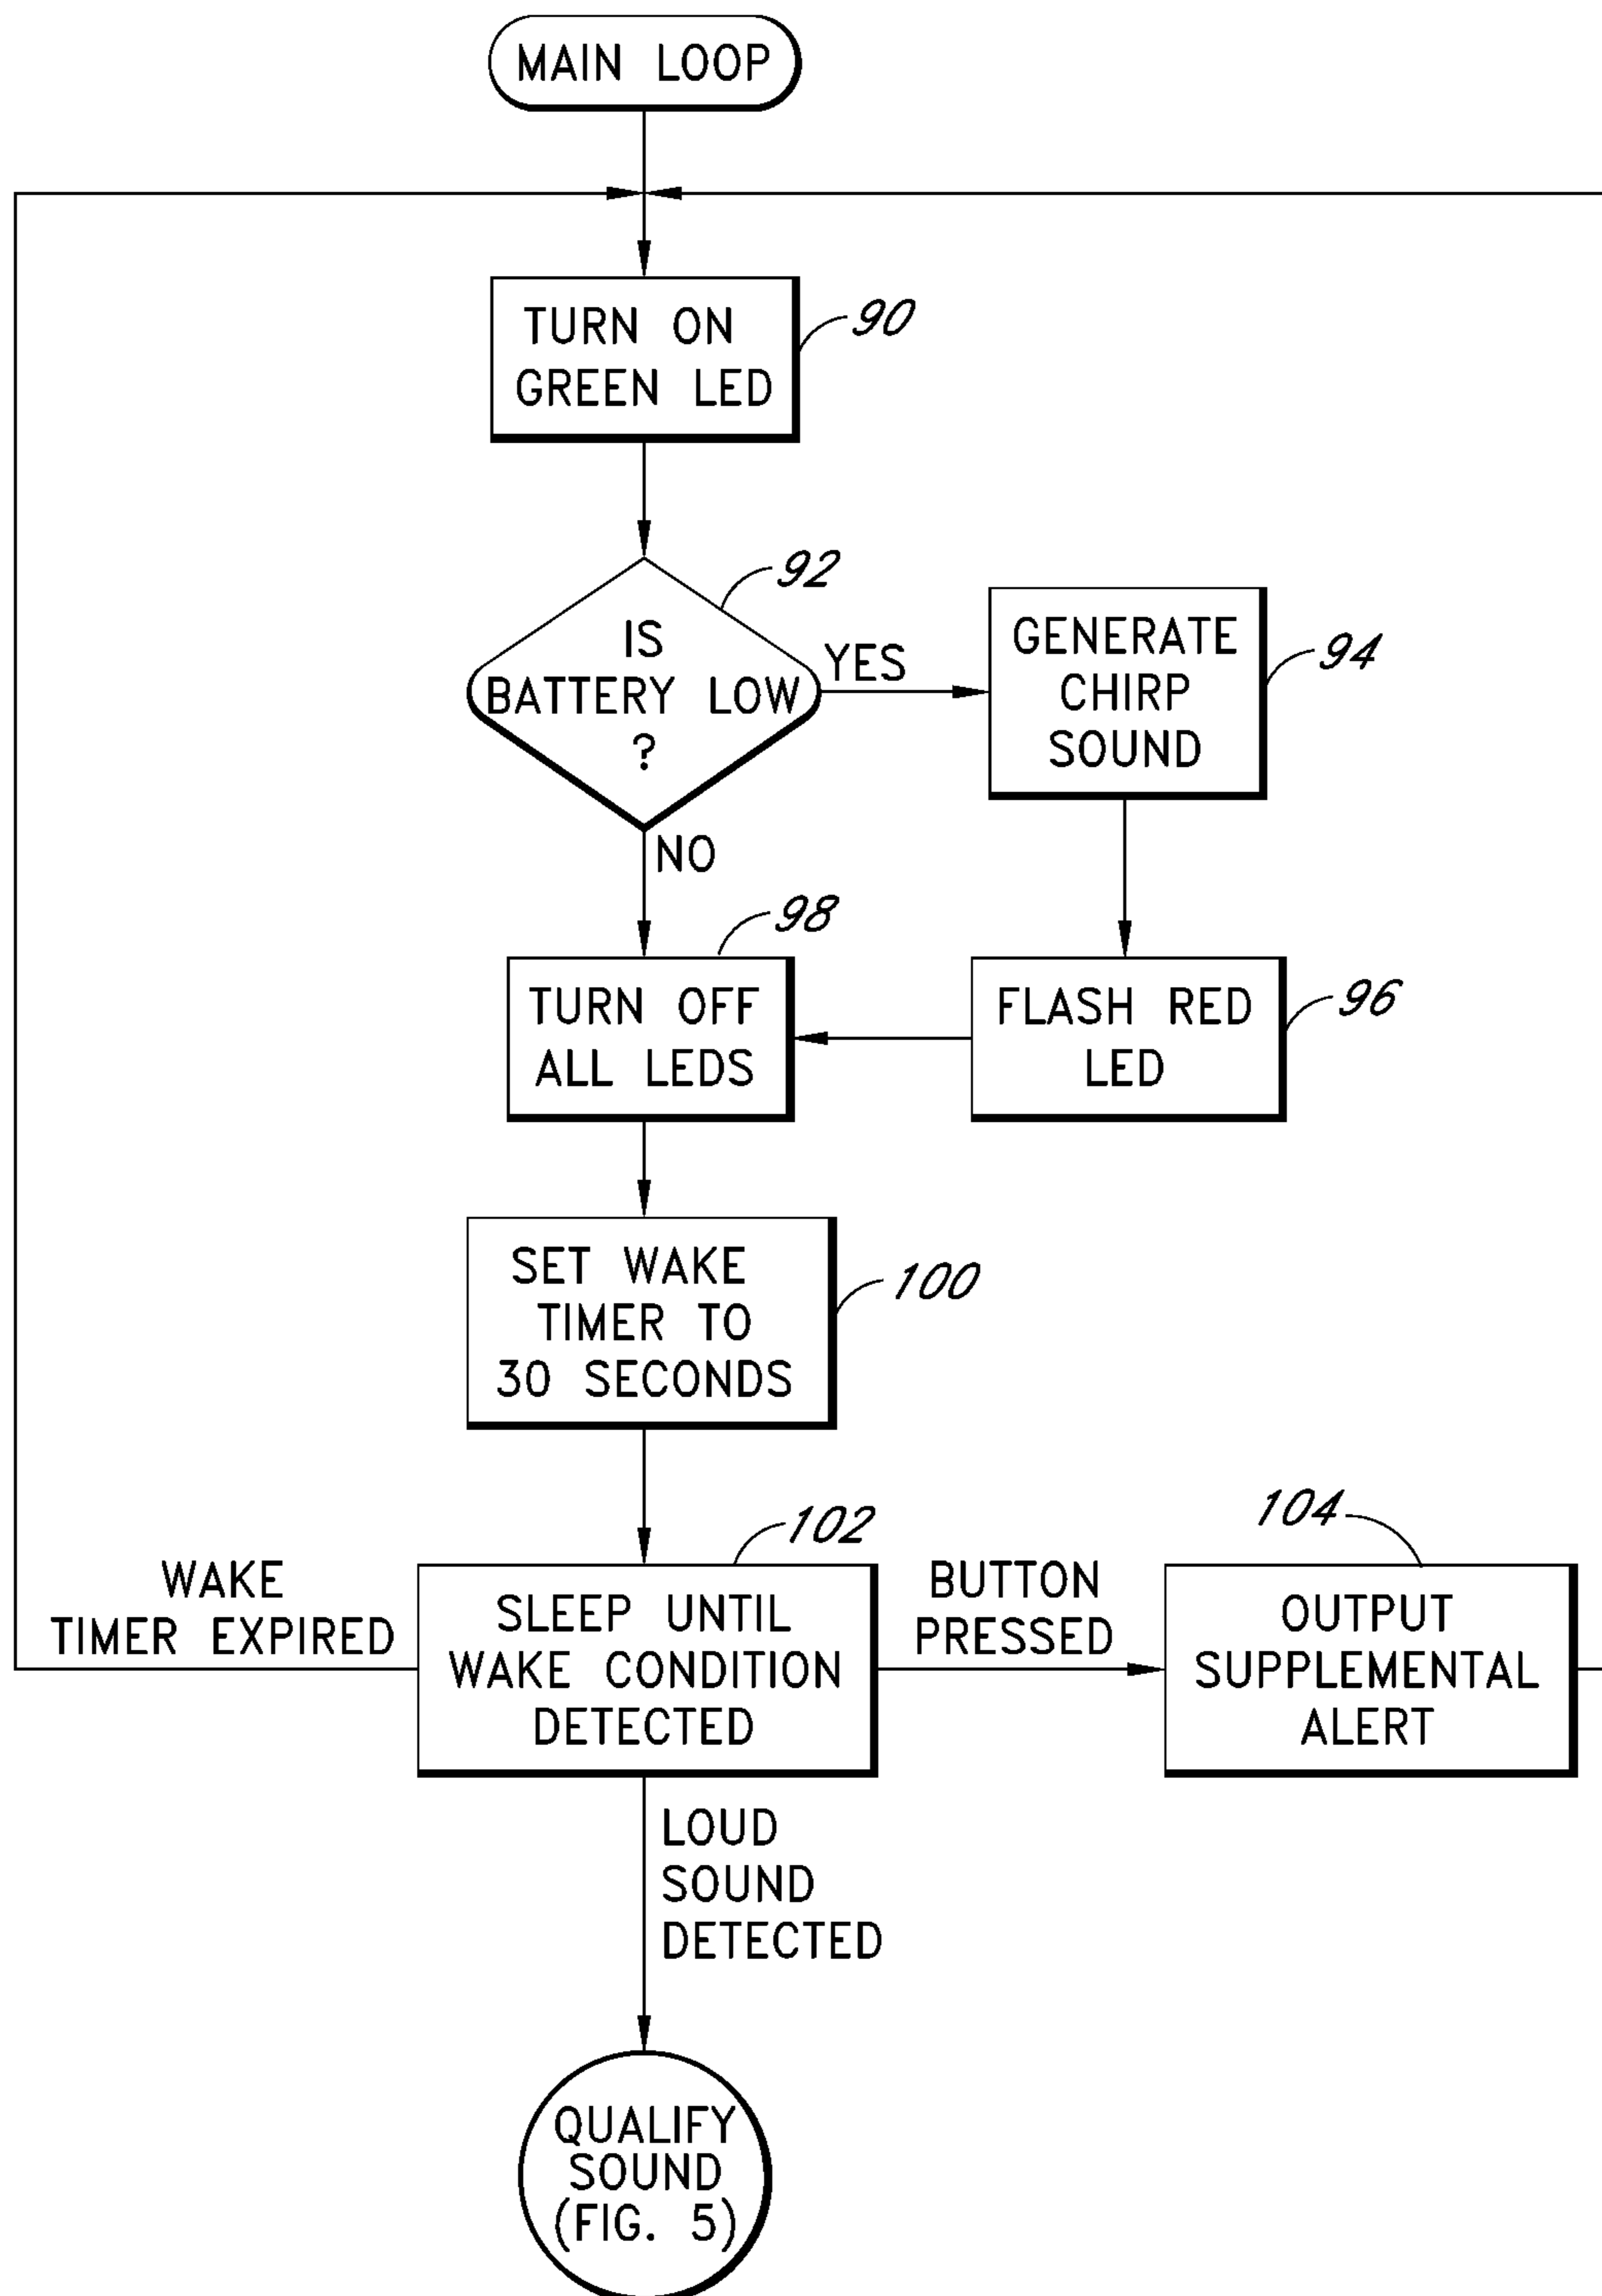 MAIN LOOP
TURN ON
GREEN LED
90
92
IS
BATTERY LOW
?
YES
NO
GENERATE
CHIRP
SOUND
94
98
TURN OFF
ALL LEDS
FLASH RED
LED
96
SET WAKE
TIMER TO
30 SECONDS
100
WAKE
TIMER EXPIRED
102
SLEEP UNTIL
WAKE CONDITION
DETECTED
BUTTON
PRESSED
104
OUTPUT
SUPPLEMENTAL
ALERT
LOUD
SOUND
DETECTED
QUALIFY
SOUND
(FIG. 5)